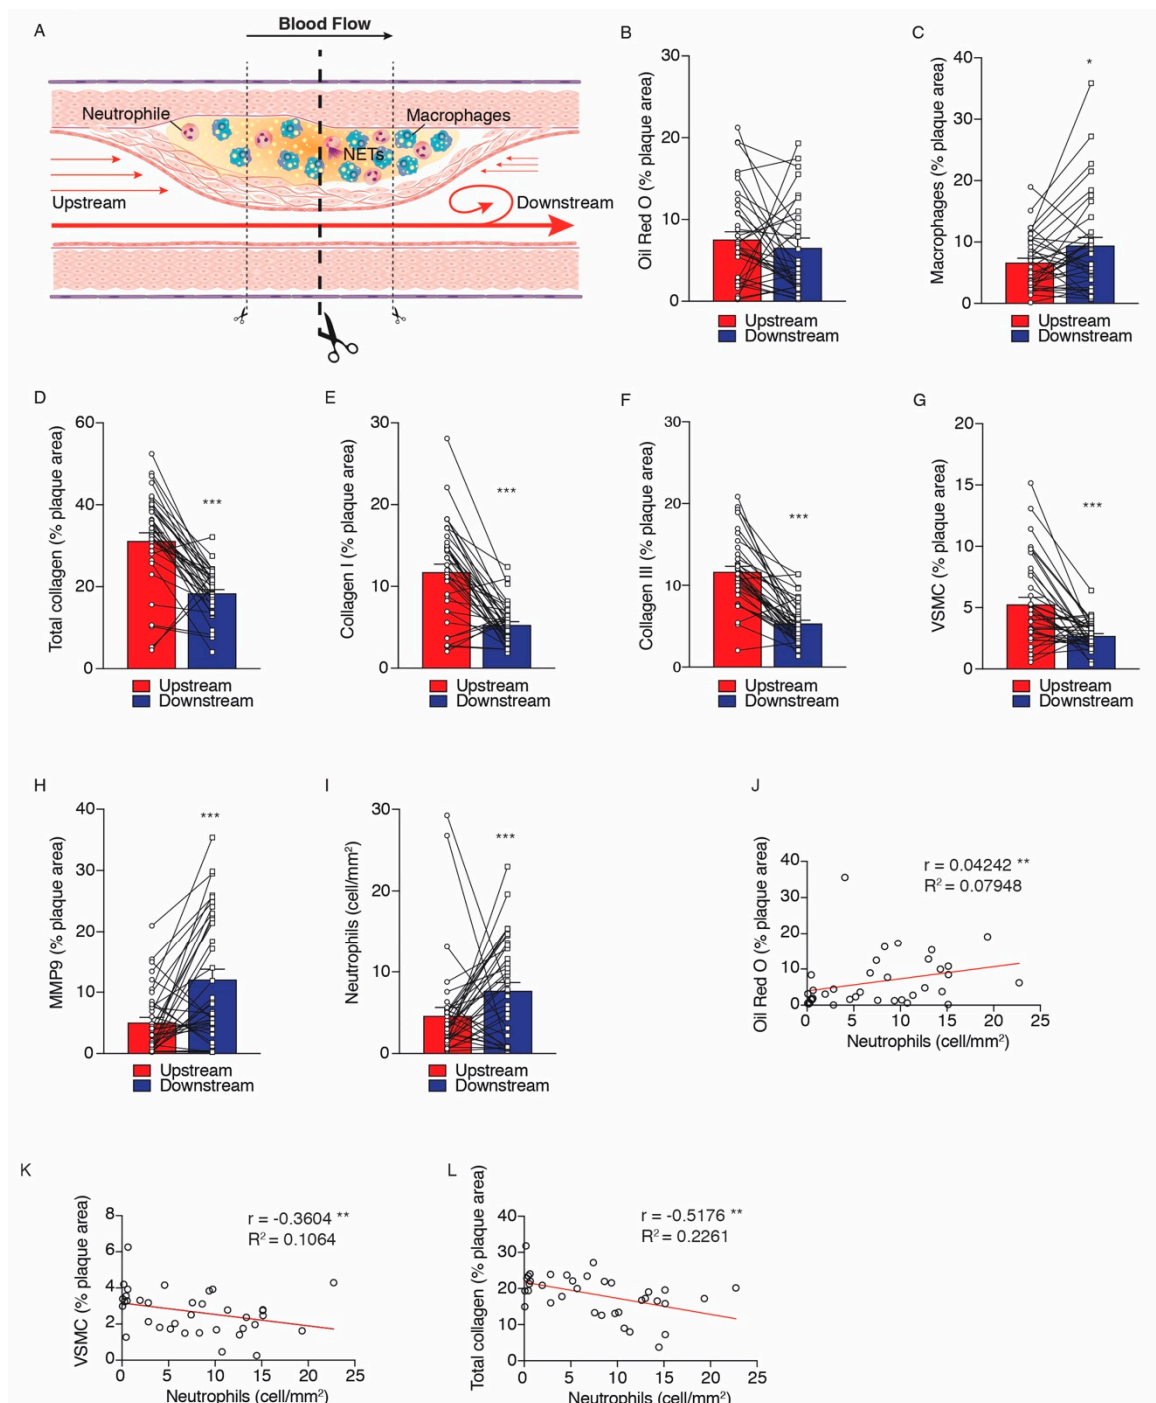 A
Blood Flow
Neutrophile
Macrophages
NETs
Upstream
Downstream
B
Oil Red O (% plaque area)
30
20
10
0
Upstream
Downstream
C
Macrophages (% plaque area)
40
30
20
10
0
*
Upstream
Downstream
D
Total collagen (% plaque area)
60
40
20
0
***
Upstream
Downstream
E
Collagen I (% plaque area)
30
20
10
0
***
Upstream
Downstream
F
Collagen III (% plaque area)
30
20
10
0
***
Upstream
Downstream
G
VSMC (% plaque area)
20
15
10
5
0
***
Upstream
Downstream
H
MMP9 (% plaque area)
40
30
20
10
0
***
Upstream
Downstream
I
Neutrophils (cell/mm²)
30
20
10
0
***
Upstream
Downstream
J
Oil Red O (% plaque area)
40
30
20
10
0
r = 0.04242 **
R² = 0.07948
0 5 10 15 20 25
Neutrophils (cell/mm²)
K
VSMC (% plaque area)
8
6
4
2
0
r = -0.3604 **
R² = 0.1064
0 5 10 15 20 25
Neutrophils (cell/mm²)
L
Total collagen (% plaque area)
40
30
20
10
0
r = -0.5176 **
R² = 0.2261
0 5 10 15 20 25
Neutrophils (cell/mm²)